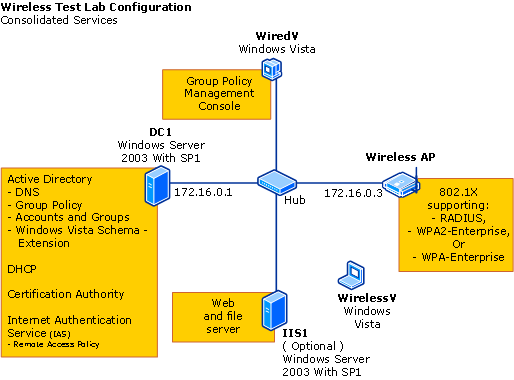 Wireless Test Lab Configuration
Consolidated Services
WiredV
Windows Vista
Group Policy
Management
Console
DC1
Windows Server
2003 With SP1
Wireless AP
Active Directory
- DNS
- Group Policy
- Accounts and Groups
- Windows Vista Schema -
Extension
DHCP
Certification Authority
Internet Authentication
Service (IAS)
- Remote Access Policy
172.16.0.1
Hub
172.16.0.3
802.1X
supporting:
- RADIUS,
- WPA2-Enterprise,
Or
- WPA-Enterprise
WirelessV
Windows
Vista
Web
and file
server
IIS1
( Optional )
Windows Server
2003 With SP1